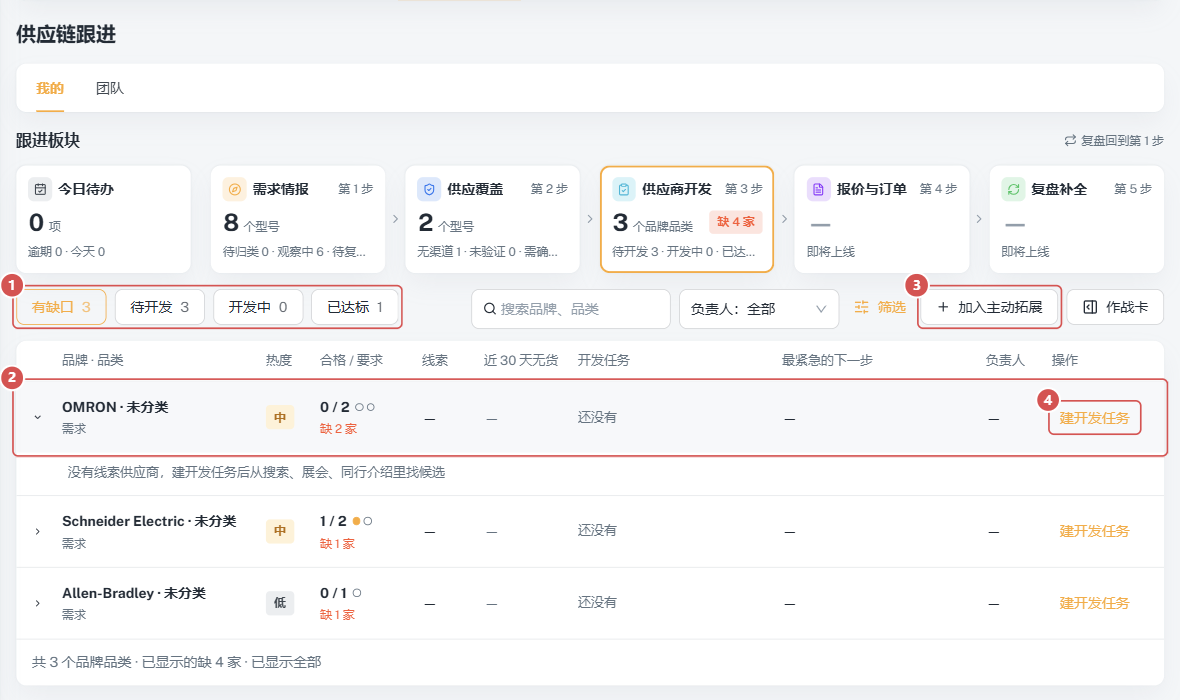 供应链跟进
我的 团队
跟进板块 复盘回到第 1 步
今日待办 需求情报 第 1 步 供应覆盖 第 2 步 供应商开发 第 3 步 报价与订单 第 4 步 复盘补全 第 5 步
0 项 8 个型号 2 个型号 3 个品牌品类 缺 4 家 — —
逾期 0 · 今天 0 待归类 0 · 观察中 6 · 待复... 无渠道 1 · 未验证 0 · 需确... 待开发 3 · 开发中 0 · 已达... 即将上线 即将上线
1 3
有缺口 3 待开发 3 开发中 0 已达标 1 搜索品牌、品类 负责人: 全部 筛选 + 加入主动拓展 作战卡
品牌 · 品类 热度 合格 / 要求 线索 近 30 天无货 开发任务 最紧急的下一步 负责人 操作
2
OMRON · 未分类 中 0 / 2 — — 还没有 — — 4 建开发任务
需求 缺 2 家
没有线索供应商，建开发任务后从搜索、展会、同行介绍里找候选
Schneider Electric · 未分类 中 1 / 2 — — 还没有 — — 建开发任务
需求 缺 1 家
Allen-Bradley · 未分类 低 0 / 1 — — 还没有 — — 建开发任务
需求 缺 1 家
共 3 个品牌品类 · 已显示的缺 4 家 · 已显示全部